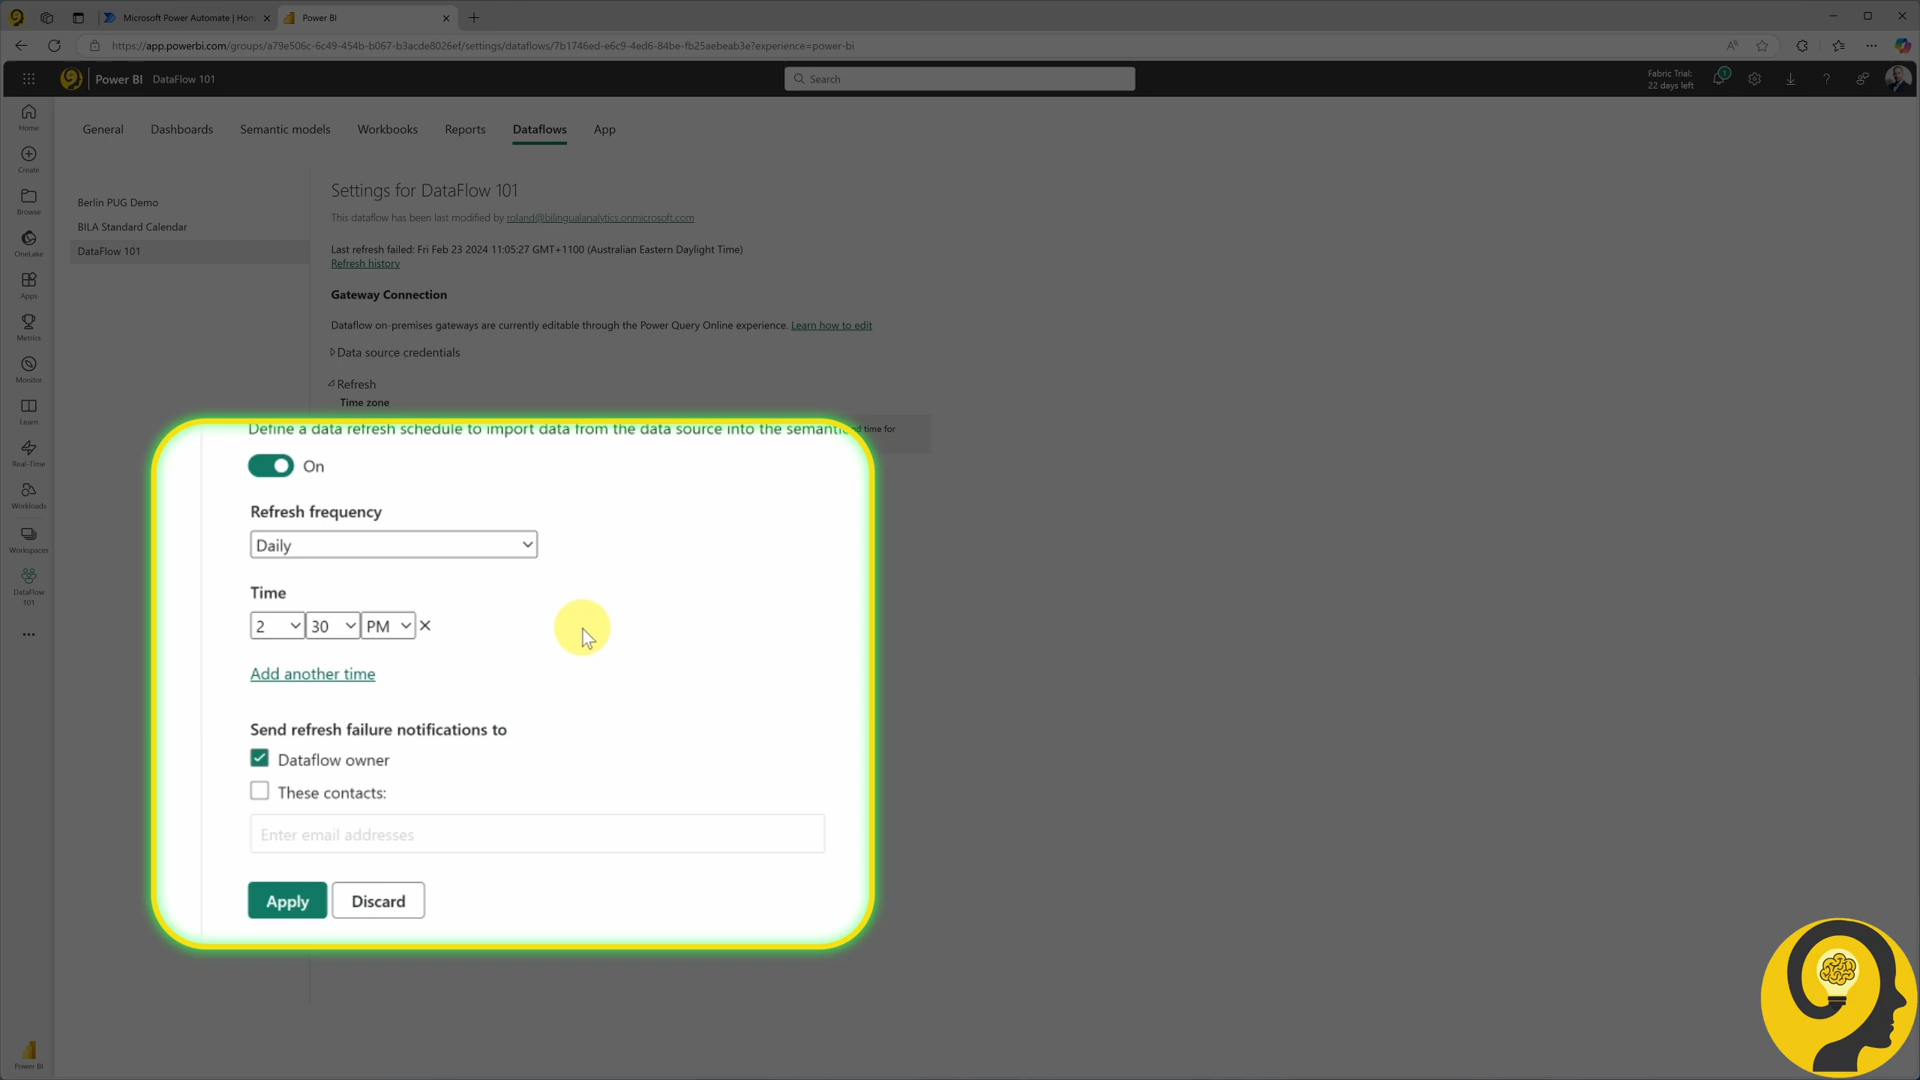 Microsoft Power Automate | Hom
Power BI
https://app.powerbi.com/groups/a79e506c-6c49-454b-b067-b3acde8026ef/settings/dataflows/7b1746ed-e6c9-4ed6-84be-fb25aebeab3e?experience=power-bi
Power BI
DataFlow 101
Search
Fabric Trial:
22 days left
1
Home
Create
Browse
OneLake
Apps
Metrics
Monitor
Learn
Real-Time
Workloads
Workspaces
DataFlow
101
Power BI
General
Dashboards
Semantic models
Workbooks
Reports
Dataflows
App
Berlin PUG Demo
BILA Standard Calendar
DataFlow 101
Settings for DataFlow 101
This dataflow has been last modified by roland@bilingualanalytics.onmicrosoft.com
Last refresh failed: Fri Feb 23 2024 11:05:27 GMT+1100 (Australian Eastern Daylight Time)
Refresh history
Gateway Connection
Dataflow on-premises gateways are currently editable through the Power Query Online experience. Learn how to edit
Data source credentials
Refresh
Time zone
Define a data refresh schedule to import data from the data source into the semantic
time for
On
Refresh frequency
Daily
Time
2 30 PM
Add another time
Send refresh failure notifications to
Dataflow owner
These contacts:
Enter email addresses
Apply
Discard